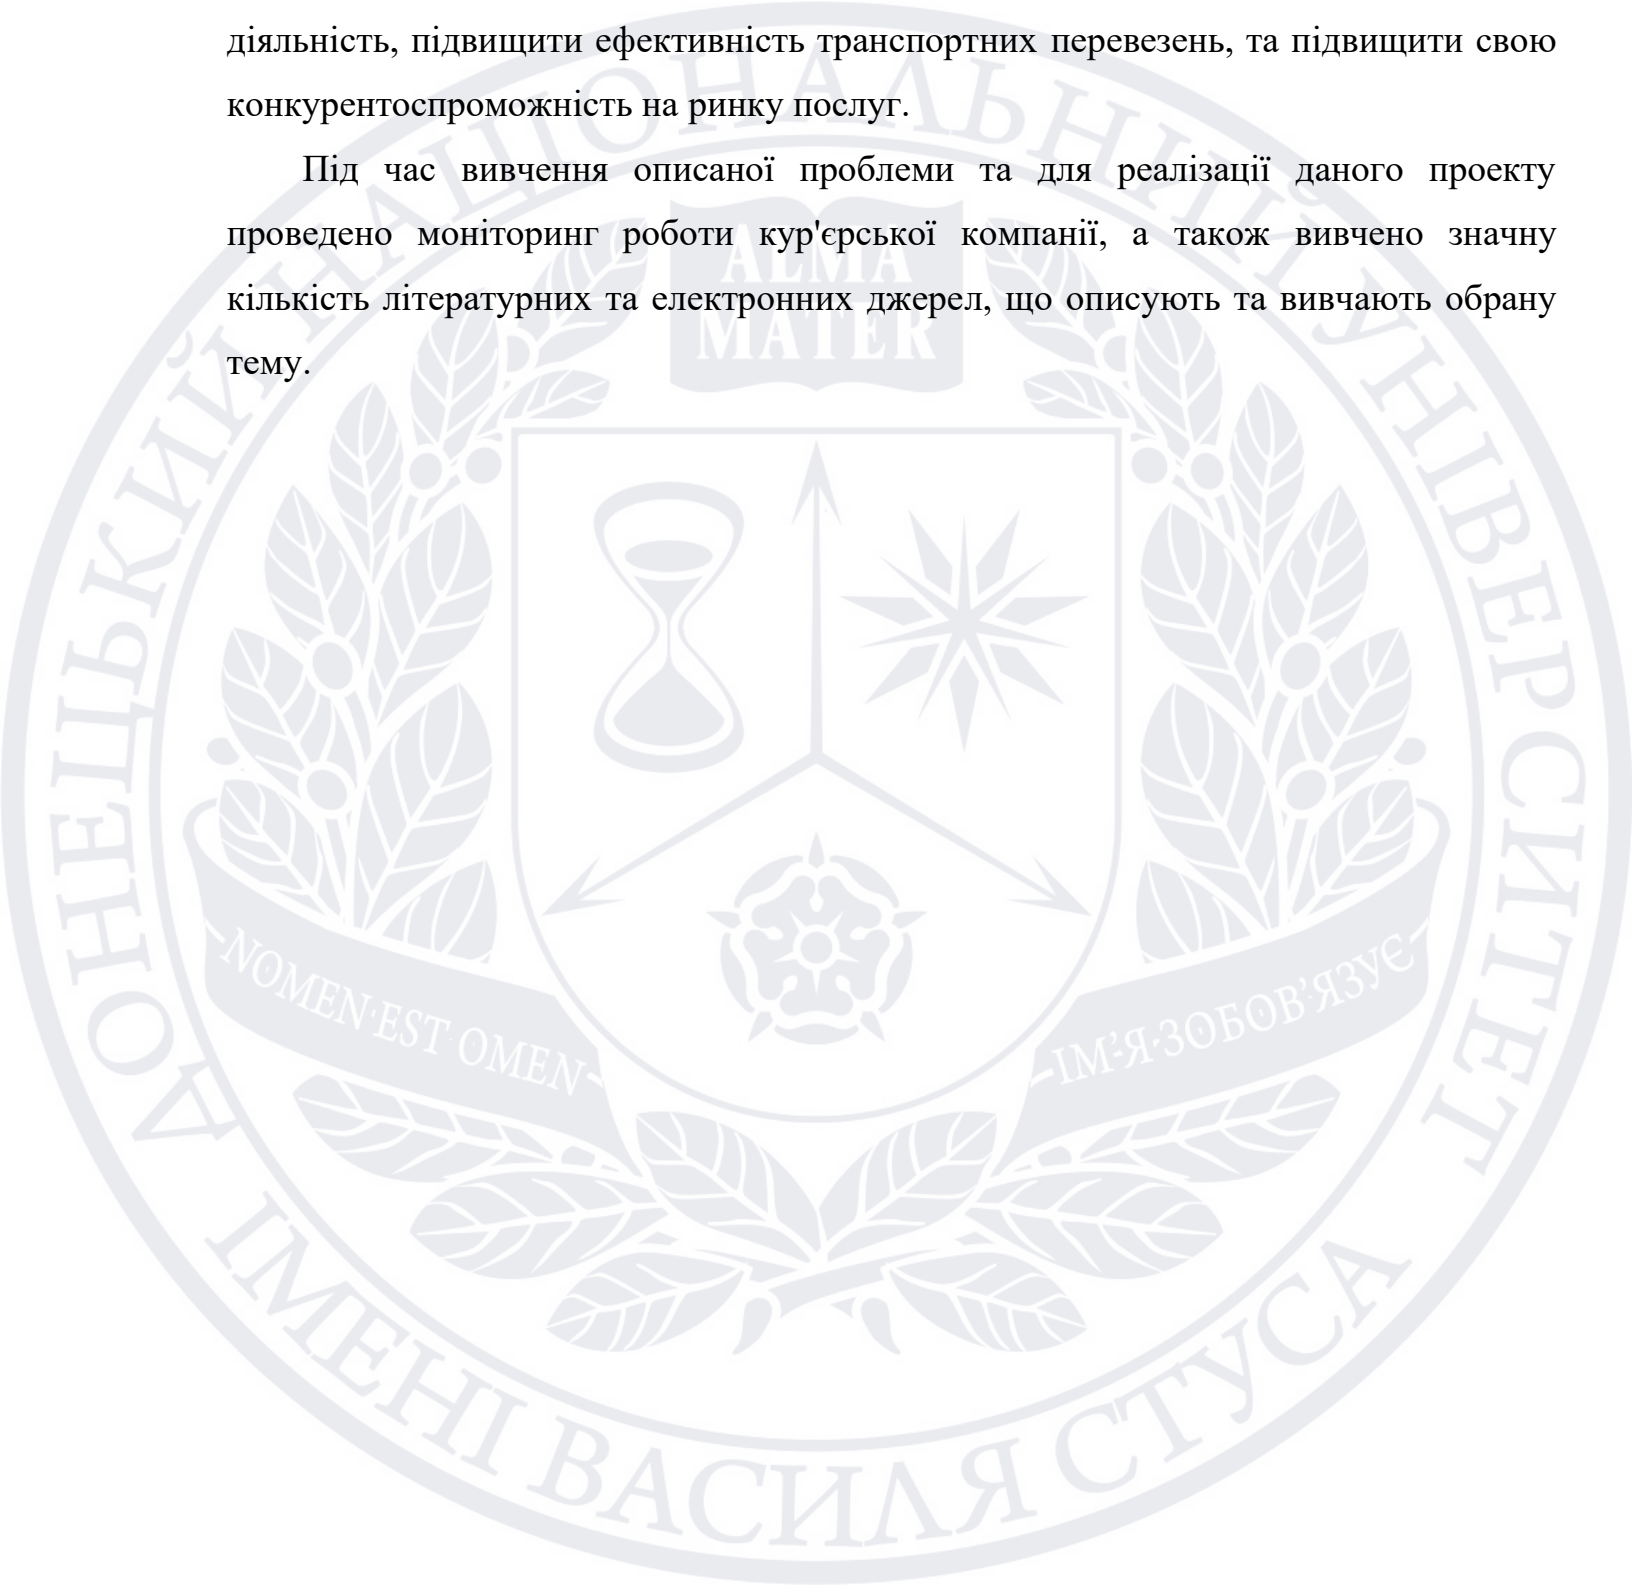 діяльність, підвищити ефективність транспортних перевезень, та підвищити свою
конкурентоспроможність на ринку послуг.
Під час вивчення описаної проблеми та для реалізації даного проекту
проведено моніторинг роботи кур'єрської компанії, а також вивчено значну
кількість літературних та електронних джерел, що описують та вивчають обрану
тему.
ДОНЕЦЬКИЙ НАЦІОНАЛЬНИЙ УНІВЕРСИТЕТ
ІМЕНІ ВАСИЛЯ СТУСА
ALMA
MATER
NOMEN·EST·OMEN
ІМ'Я·ЗОБОВ'ЯЗУЄ